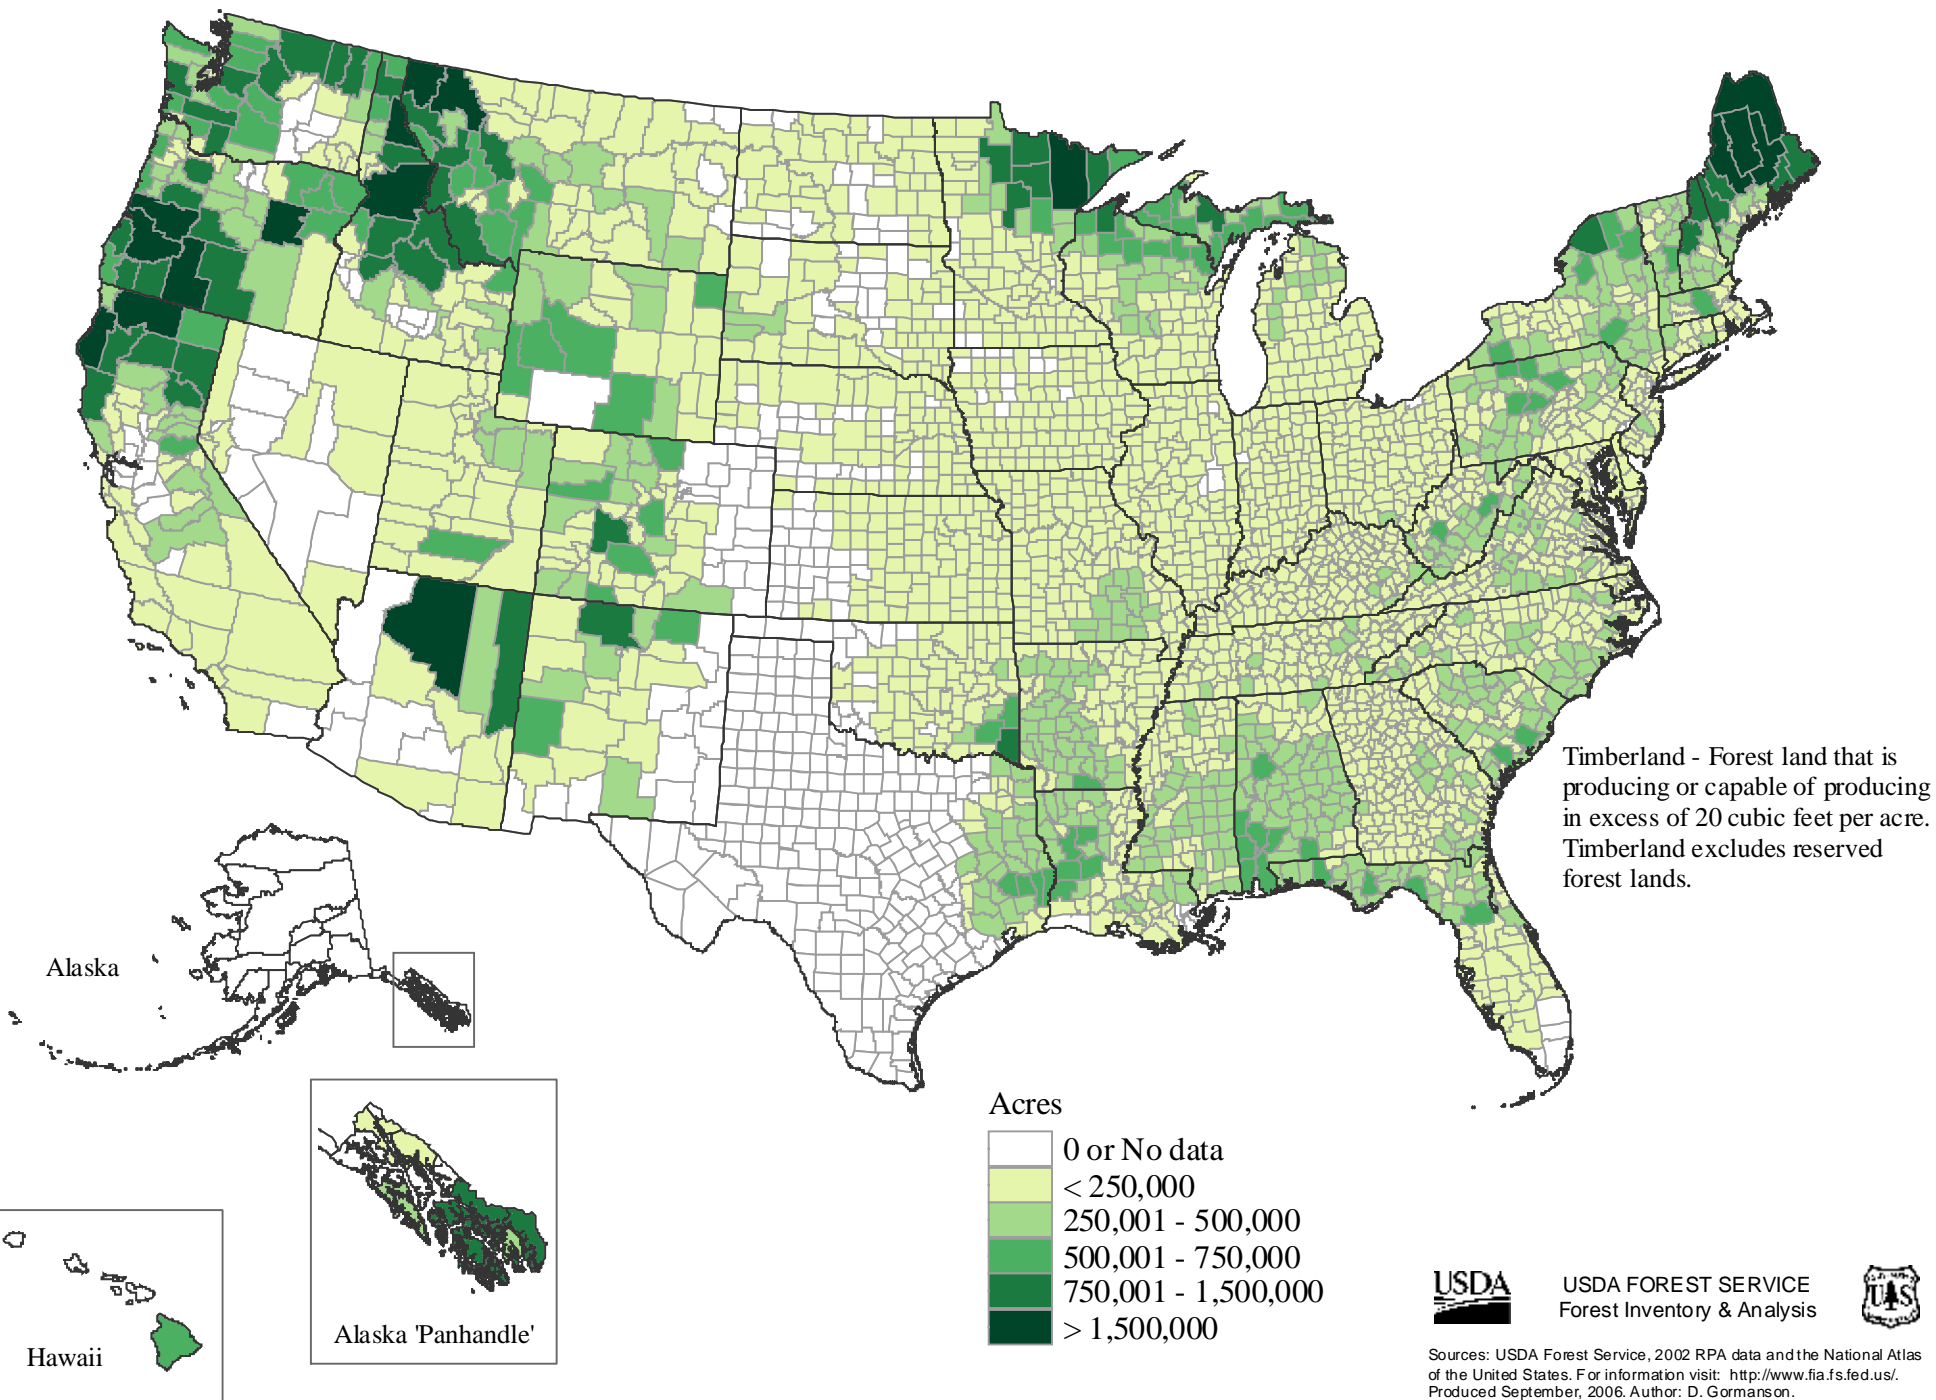 Timberland - Forest land that is
producing or capable of producing
in excess of 20 cubic feet per acre.
Timberland excludes reserved
forest lands.
Alaska
Alaska 'Panhandle'
Hawaii
Acres
0 or No data
< 250,000
250,001 - 500,000
500,001 - 750,000
750,001 - 1,500,000
> 1,500,000
USDA
USDA FOREST SERVICE
Forest Inventory & Analysis
U S
Sources: USDA Forest Service, 2002 RPA data and the National Atlas
of the United States. For information visit: http://www.fia.fs.fed.us/.
Produced September, 2006. Author: D. Gormanson.